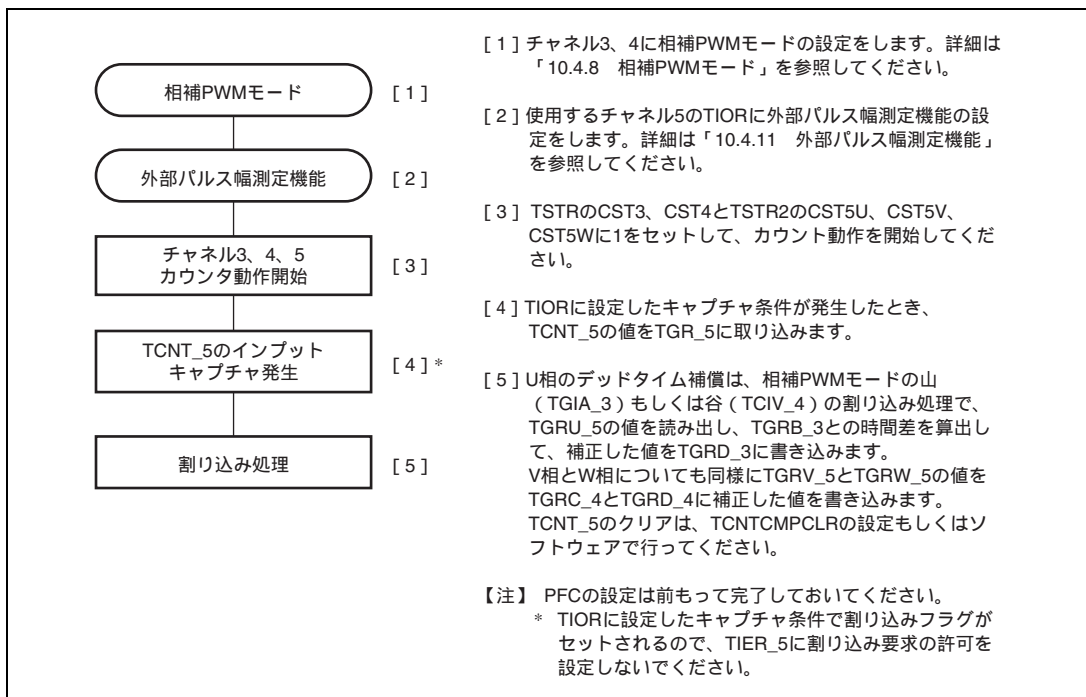 相補PWMモード
[1]
外部パルス幅測定機能
[2]
チャネル3、4、5
カウンタ動作開始
[3]
TCNT_5のインプット
キャプチャ発生
[4]*
割り込み処理
[5]
[1]チャネル3、4に相補PWMモードの設定をします。詳細は
「10.4.8 相補PWMモード」を参照してください。
[2]使用するチャネル5のTIORに外部パルス幅測定機能の設
定をします。詳細は「10.4.11 外部パルス幅測定機能」
を参照してください。
[3] TSTRのCST3、CST4とTSTR2のCST5U、CST5V、
CST5Wに1をセットして、カウント動作を開始してくだ
さい。
[4]TIORに設定したキャプチャ条件が発生したとき、
TCNT_5の値をTGR_5に取り込みます。
[5]U相のデッドタイム補償は、相補PWMモードの山
(TGIA_3)もしくは谷(TCIV_4)の割り込み処理で、
TGRU_5の値を読み出し、TGRB_3との時間差を算出し
て、補正した値をTGRD_3に書き込みます。
V相とW相についても同様にTGRV_5とTGRW_5の値を
TGRC_4とTGRD_4に補正した値を書き込みます。
TCNT_5のクリアは、TCNTCMPCLRの設定もしくはソ
フトウェアで行ってください。
【注】 PFCの設定は前もって完了しておいてください。
* TIORに設定したキャプチャ条件で割り込みフラグが
セットされるので、TIER_5に割り込み要求の許可を
設定しないでください。